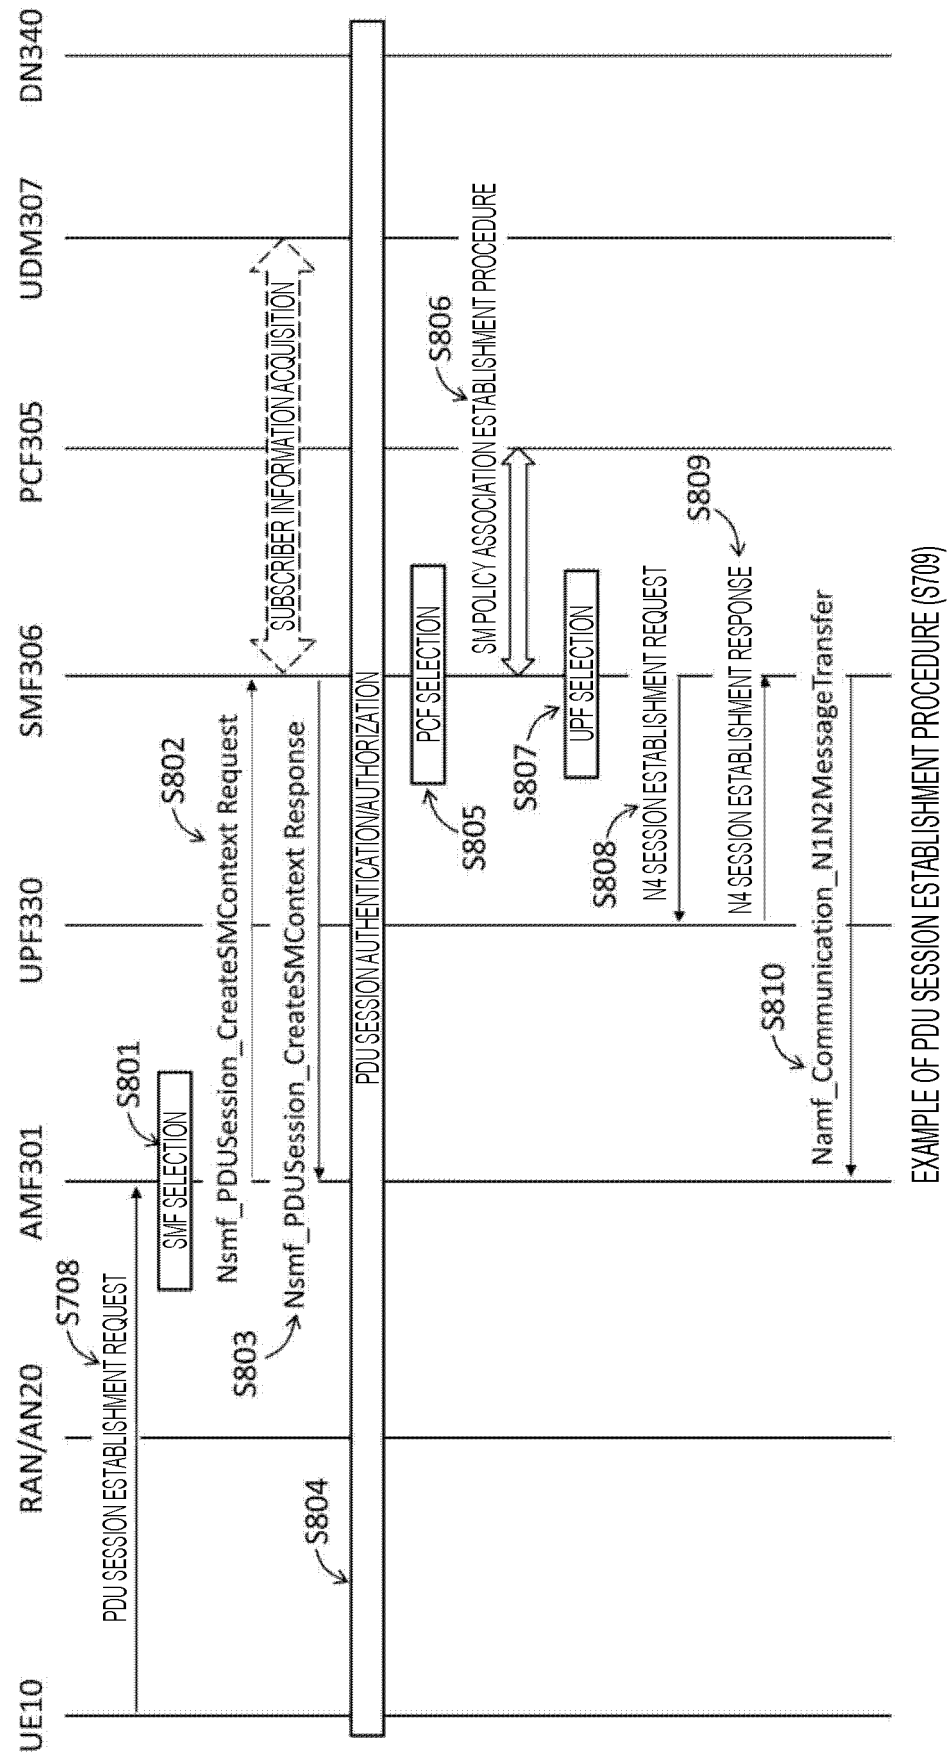 UE10
RAN/AN20
AMF301
UPF330
SMF306
PCF305
UDM307
DN340
S708
PDU SESSION ESTABLISHMENT REQUEST
S801
SMF SELECTION
S802
Nsmf_PDUSession_CreateSMContext Request
SUBSCRIBER INFORMATION ACQUISITION
S803
Nsmf_PDUSession_CreateSMContext Response
S804
PDU SESSION AUTHENTICATION/AUTHORIZATION
PCF SELECTION
S805
S806
SM POLICY ASSOCIATION ESTABLISHMENT PROCEDURE
S807
UPF SELECTION
S808
N4 SESSION ESTABLISHMENT REQUEST
S809
N4 SESSION ESTABLISHMENT RESPONSE
S810
Namf_Communication_N1N2MessageTransfer
EXAMPLE OF PDU SESSION ESTABLISHMENT PROCEDURE (S709)